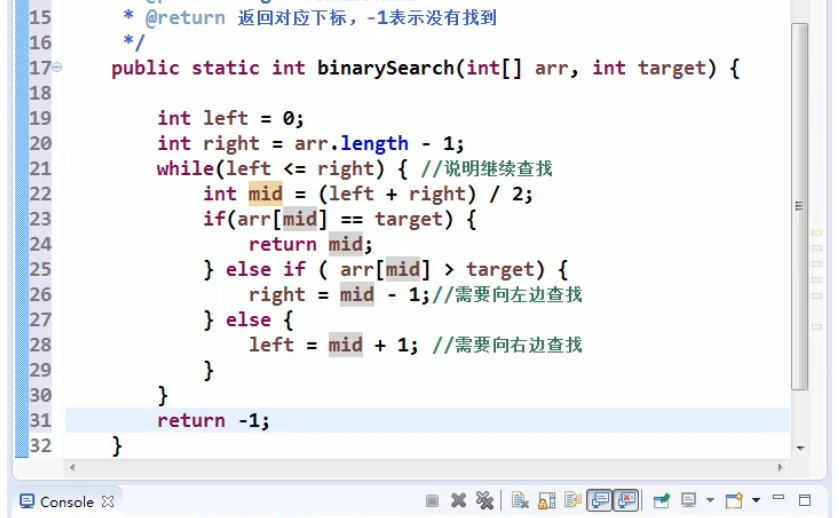 15 * @return 返回对应下标，-1表示没有找到
16 */
17 public static int binarySearch(int[] arr, int target) {
18
19 int left = 0;
20 int right = arr.length - 1;
21 while(left <= right) { //说明继续查找
22 int mid = (left + right) / 2;
23 if(arr[mid] == target) {
24 return mid;
25 } else if ( arr[mid] > target) {
26 right = mid - 1;//需要向左边查找
27 } else {
28 left = mid + 1; //需要向右边查找
29 }
30 }
31 return -1;
32 }
Console